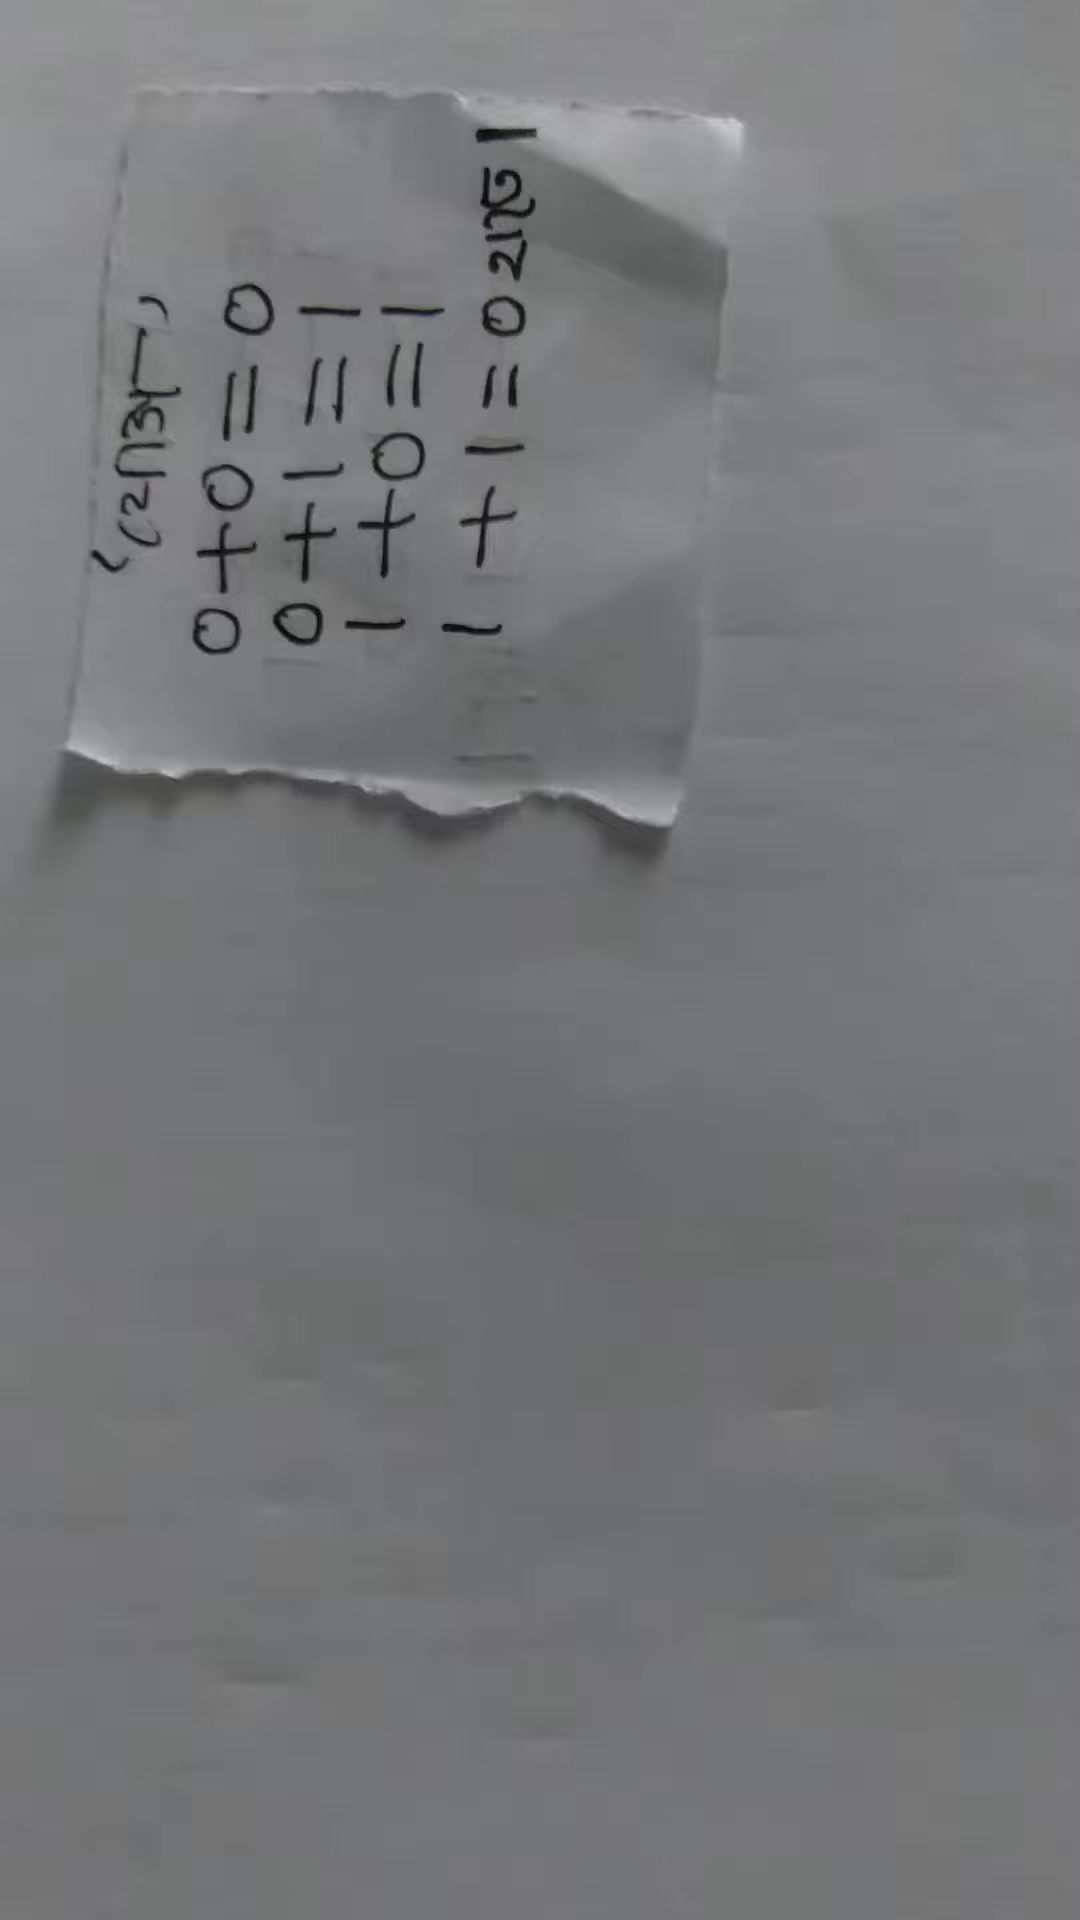 0 + 0 = 0
0 + 1 = 1
1 + 0 = 1
1 + 1 = 0 হাতে 1